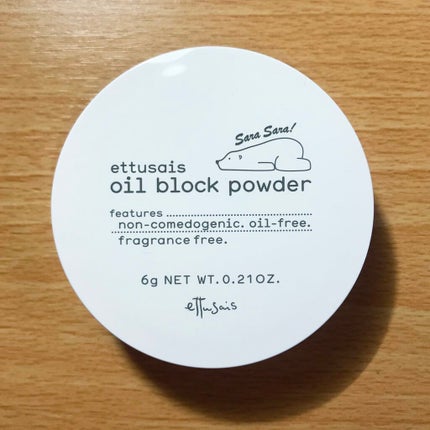 Sara Sara!
ettusais
oil block powder
features
non-comedogenic. oil-free.
fragrance free.
6g NET WT.0.21OZ.
ettusais